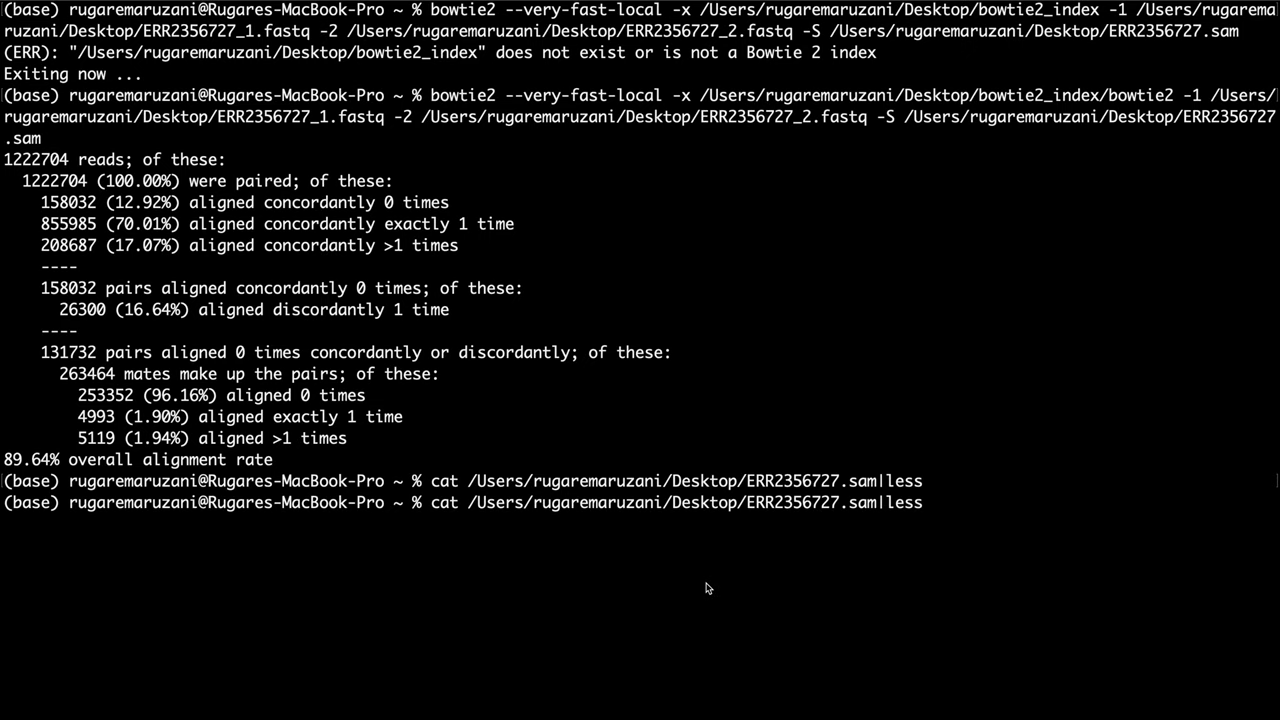 (base) rugaremaruzani@Rugares-MacBook-Pro ~ % bowtie2 --very-fast-local -x /Users/rugaremaruzani/Desktop/bowtie2_index -1 /Users/rugarema
ruzani/Desktop/ERR2356727_1.fastq -2 /Users/rugaremaruzani/Desktop/ERR2356727_2.fastq -S /Users/rugaremaruzani/Desktop/ERR2356727.sam
(ERR): "/Users/rugaremaruzani/Desktop/bowtie2_index" does not exist or is not a Bowtie 2 index
Exiting now ...
(base) rugaremaruzani@Rugares-MacBook-Pro ~ % bowtie2 --very-fast-local -x /Users/rugaremaruzani/Desktop/bowtie2_index/bowtie2 -1 /Users/
rugaremaruzani/Desktop/ERR2356727_1.fastq -2 /Users/rugaremaruzani/Desktop/ERR2356727_2.fastq -S /Users/rugaremaruzani/Desktop/ERR2356727
.sam
1222704 reads; of these:
  1222704 (100.00%) were paired; of these:
    158032 (12.92%) aligned concordantly 0 times
    855985 (70.01%) aligned concordantly exactly 1 time
    208687 (17.07%) aligned concordantly >1 times
    ----
    158032 pairs aligned concordantly 0 times; of these:
      26300 (16.64%) aligned discordantly 1 time
    ----
    131732 pairs aligned 0 times concordantly or discordantly; of these:
      263464 mates make up the pairs; of these:
        253352 (96.16%) aligned 0 times
        4993 (1.90%) aligned exactly 1 time
        5119 (1.94%) aligned >1 times
89.64% overall alignment rate
(base) rugaremaruzani@Rugares-MacBook-Pro ~ % cat /Users/rugaremaruzani/Desktop/ERR2356727.sam|less
(base) rugaremaruzani@Rugares-MacBook-Pro ~ % cat /Users/rugaremaruzani/Desktop/ERR2356727.sam|less